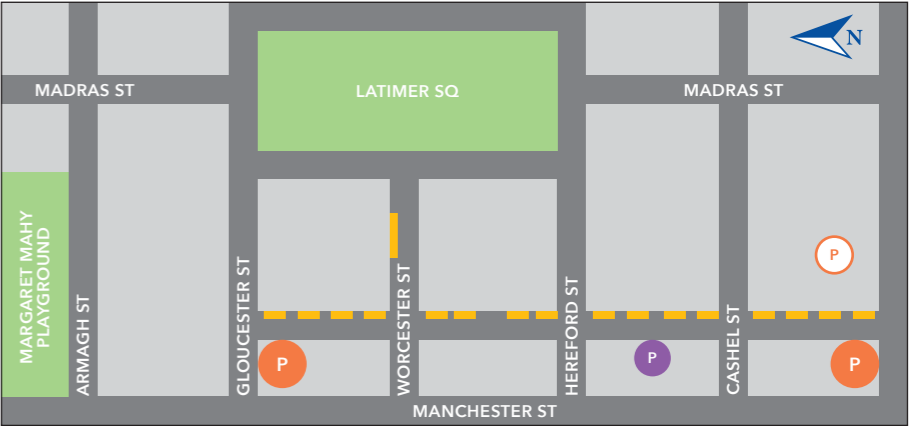 N
MADRAS ST
LATIMER SQ
MADRAS ST
MARGARET MAHY
PLAYGROUND
ARMAGH ST
GLOUCESTER ST
WORCESTER ST
HEREFORD ST
CASHEL ST
P
P
P
P
MANCHESTER ST